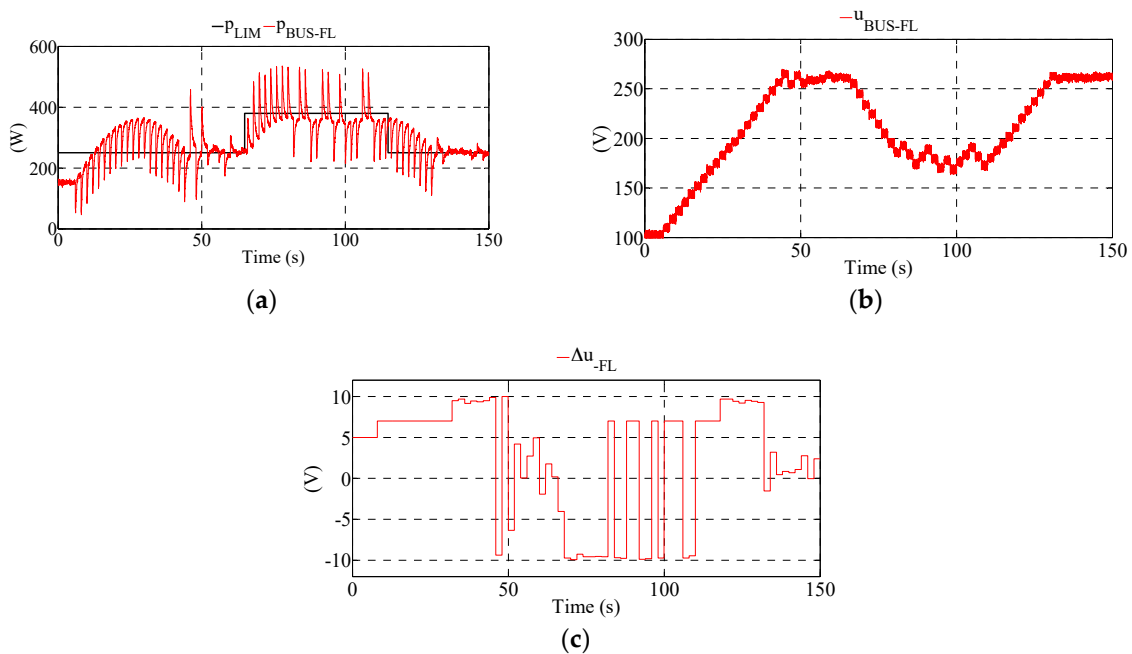 p_LIM p_BUS-FL
600
400
200
0
(W)
0 50 100 150
Time (s)
(a)
u_BUS-FL
300
250
200
150
100
(V)
0 50 100 150
Time (s)
(b)
Δu_-FL
10
5
0
-5
-10
(V)
0 50 100 150
Time (s)
(c)